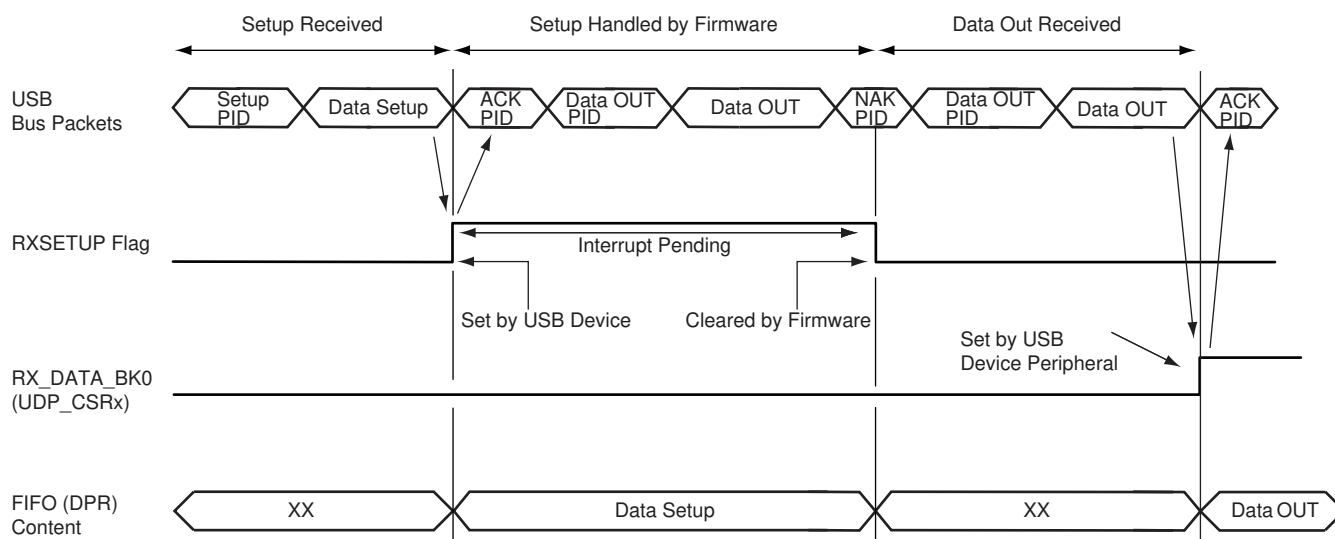 Setup Received
Setup Handled by Firmware
Data Out Received
USB
Bus Packets
Setup
PID
Data Setup
ACK
PID
Data OUT
PID
Data OUT
NAK
PID
Data OUT
PID
Data OUT
ACK
PID
RXSETUP Flag
Interrupt Pending
Set by USB Device
Cleared by Firmware
Set by USB
Device Peripheral
RX_DATA_BK0
(UDP_CSRx)
FIFO (DPR)
Content
XX
Data Setup
XX
Data OUT